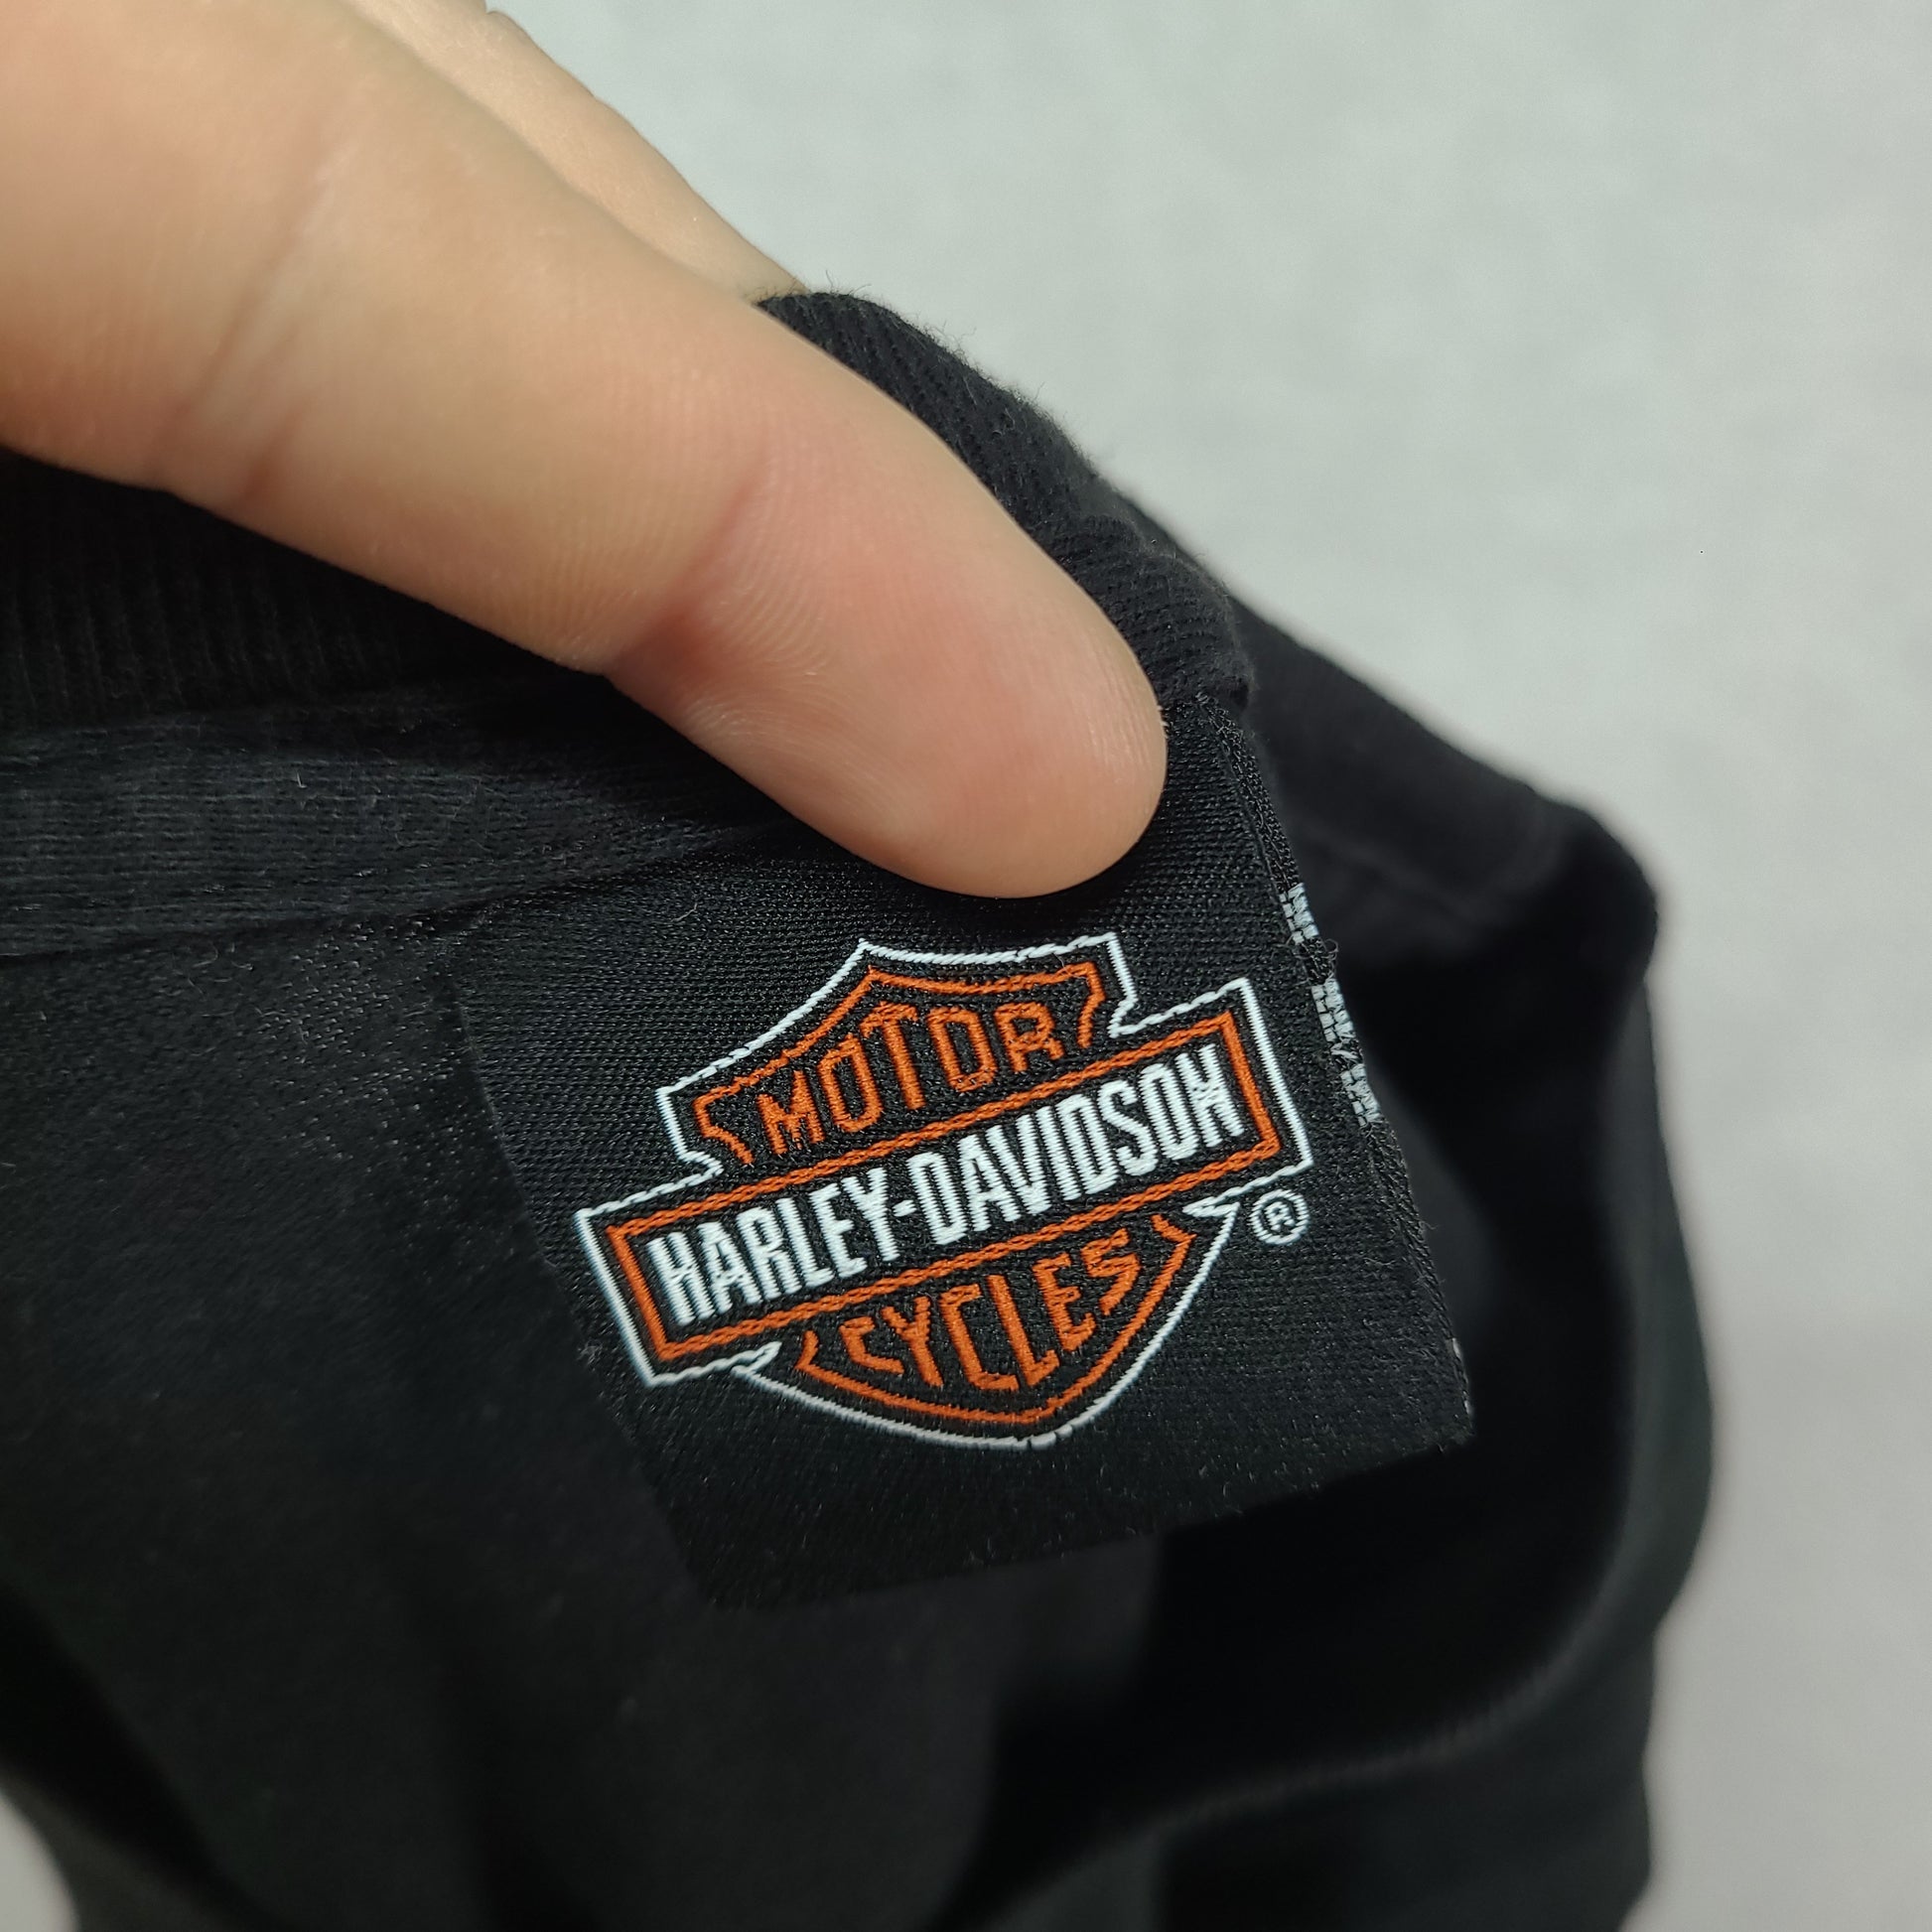 MOTOR
HARLEY-DAVIDSON
®
CYCLES